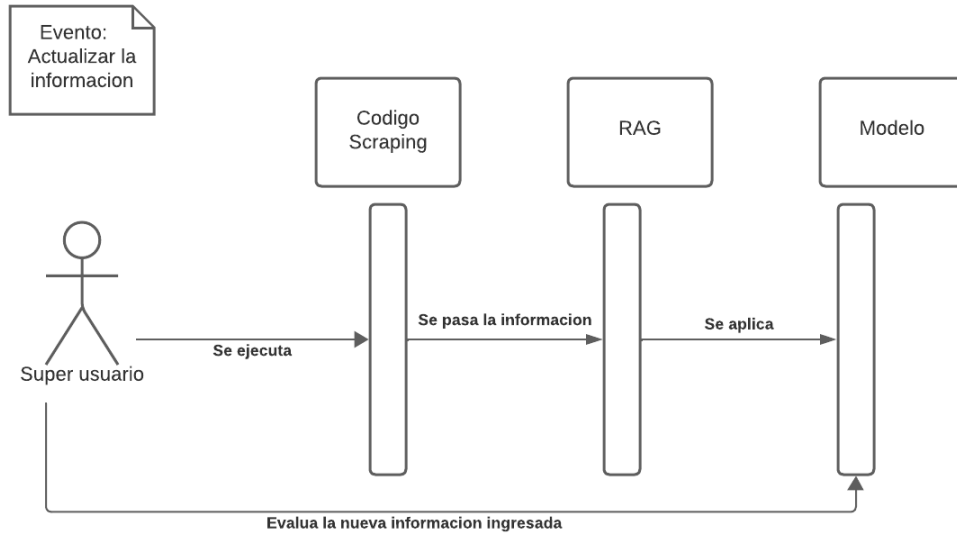 Evento:
Actualizar la
informacion
Codigo
Scraping
RAG
Modelo
Se pasa la informacion
Se aplica
Se ejecuta
Super usuario
Evalua la nueva informacion ingresada